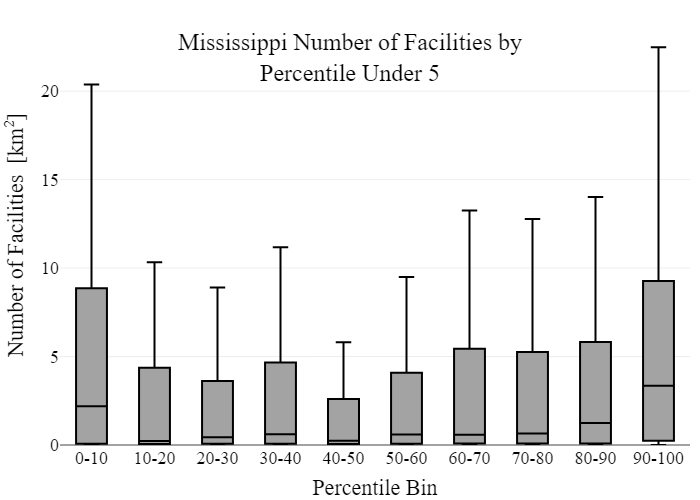 Mississippi Number of Facilities by
Percentile Under 5
Number of Facilities [km²]
20
15
10
5
0
0-10 10-20 20-30 30-40 40-50 50-60 60-70 70-80 80-90 90-100
Percentile Bin